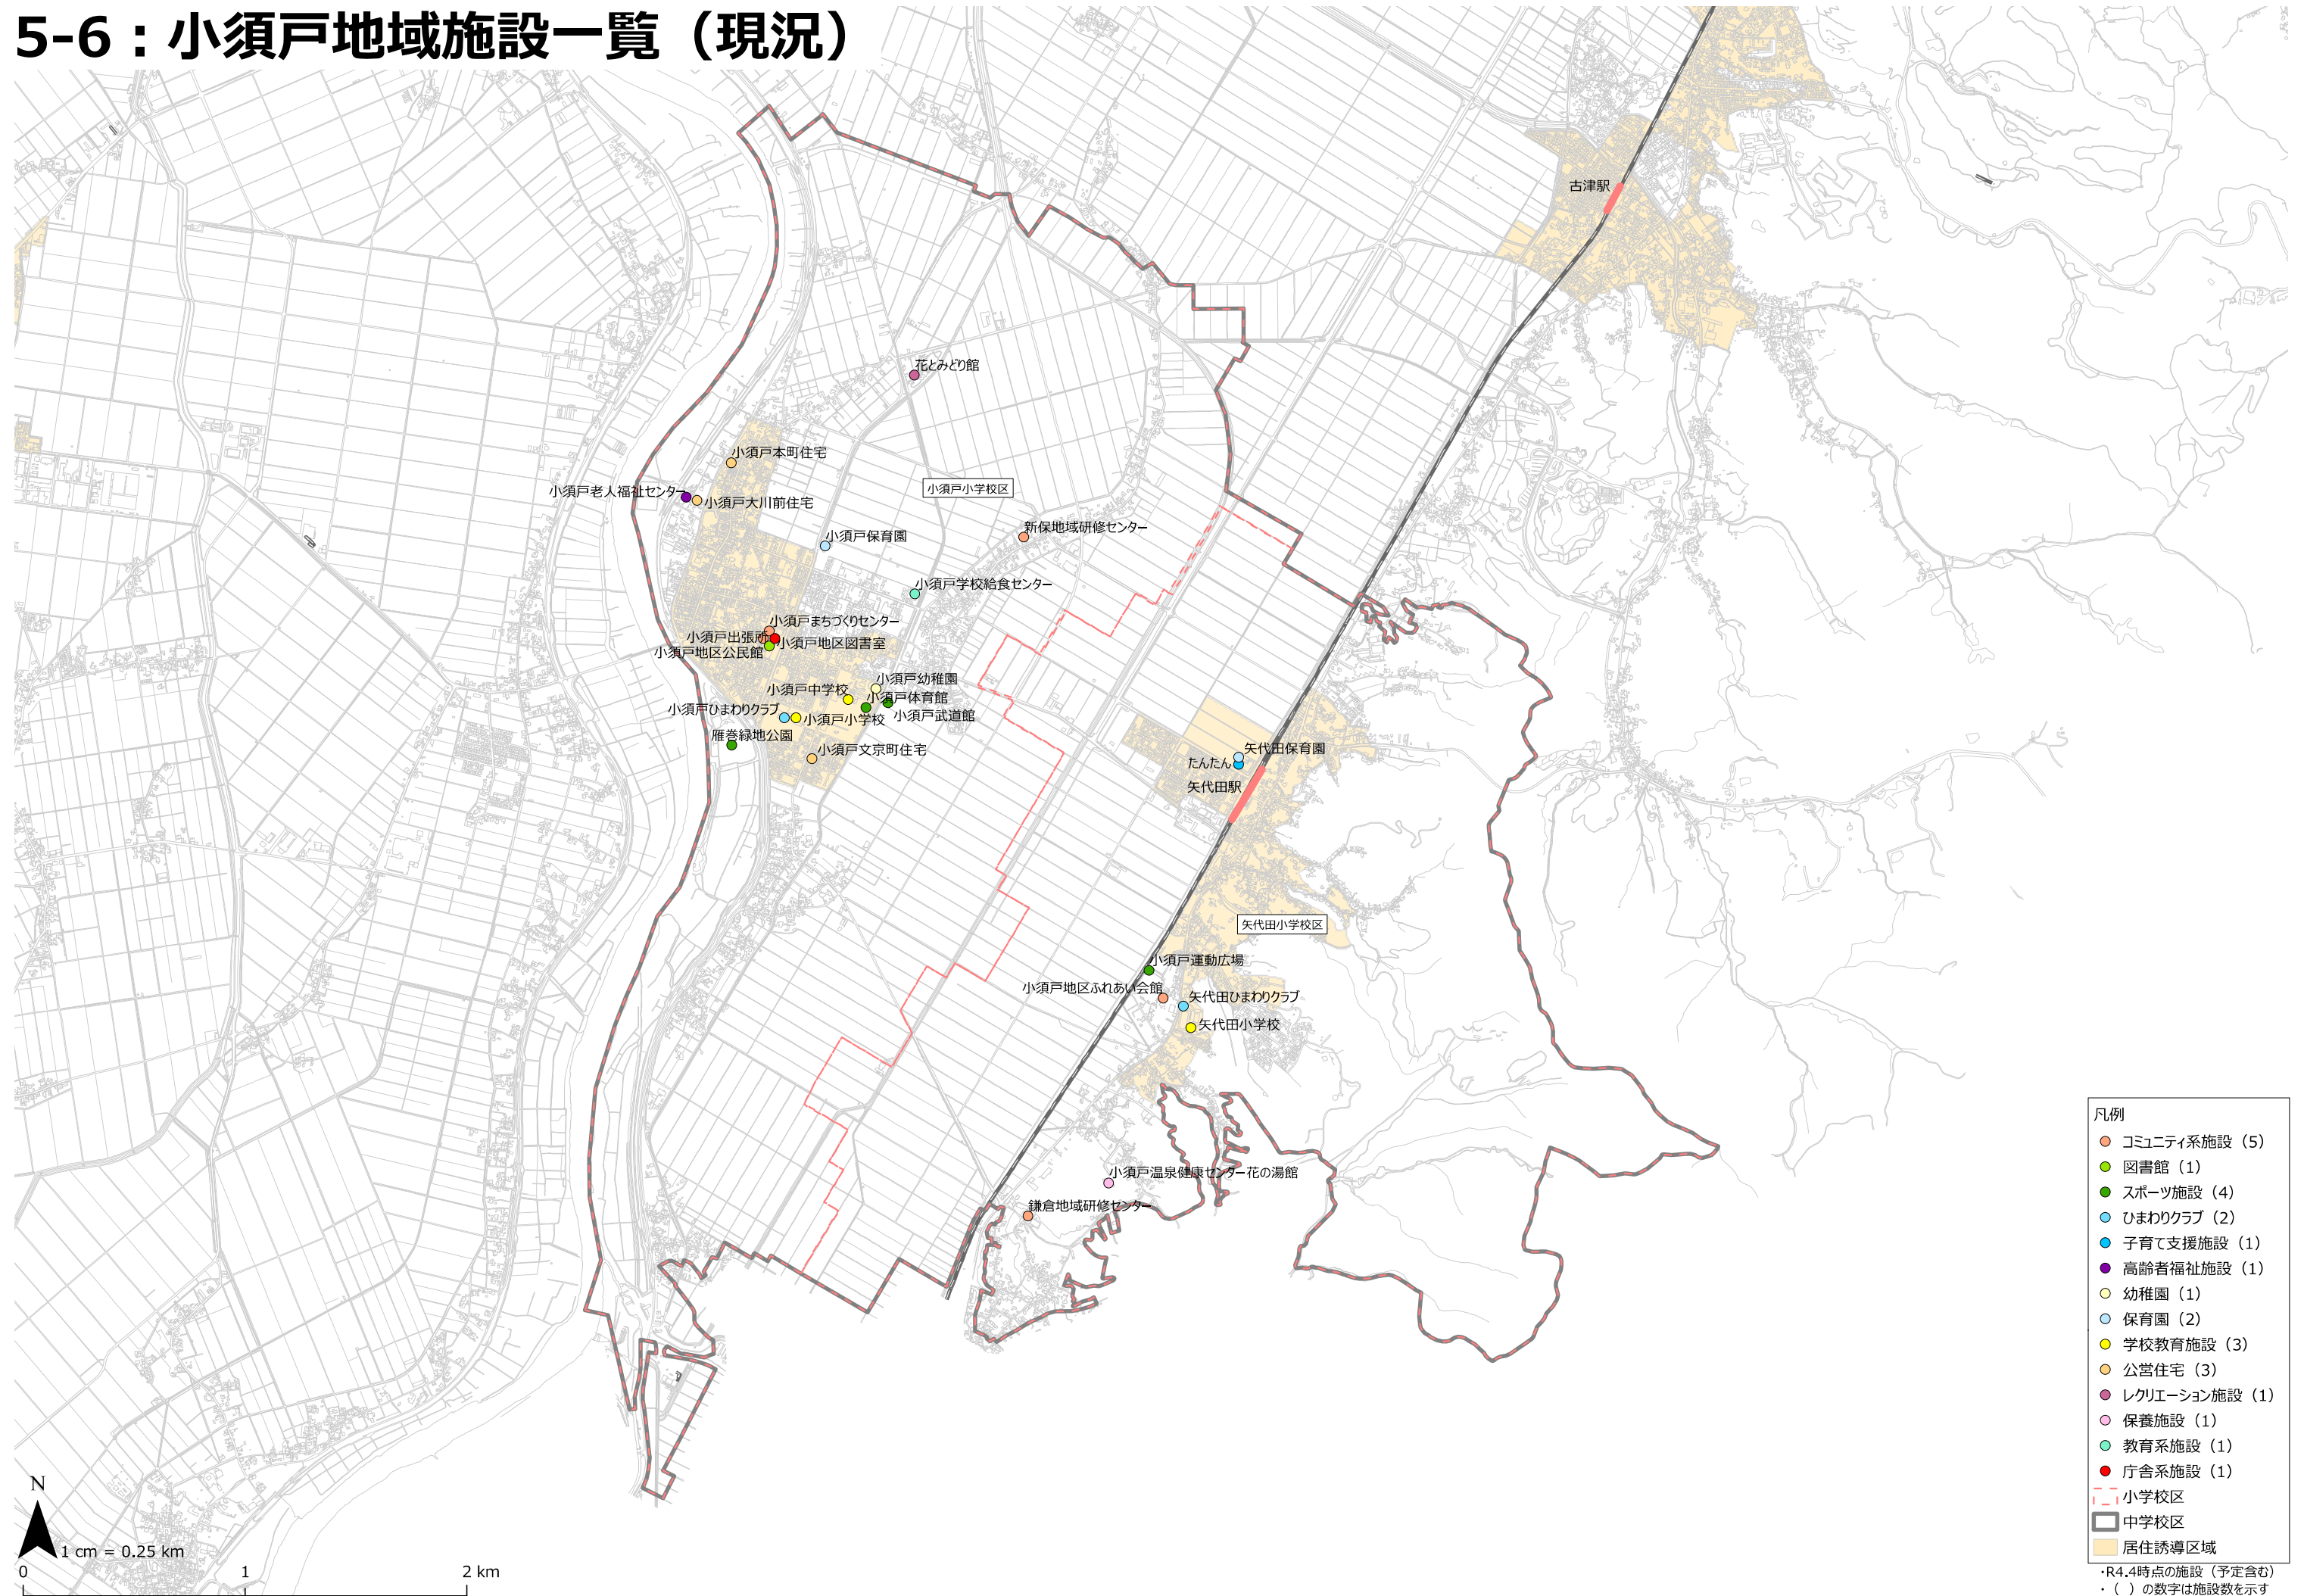 5-6：小須戸地域施設一覧（現況）
古津駅
花とみどり館
小須戸本町住宅
小須戸老人福祉センター
小須戸大川前住宅
小須戸小学校区
新保地域研修センター
小須戸保育園
小須戸学校給食センター
小須戸まちづくりセンター
小須戸出張所
小須戸地区図書室
小須戸地区公民館
小須戸幼稚園
小須戸中学校
小須戸体育館
小須戸ひまわりクラブ
小須戸小学校
小須戸武道館
雁巻緑地公園
小須戸文京町住宅
矢代田保育園
たんたん
矢代田駅
矢代田小学校区
小須戸運動広場
小須戸地区ふれあい会館
矢代田ひまわりクラブ
矢代田小学校
小須戸温泉健康センター花の湯館
鎌倉地域研修センター
凡例
コミュニティ系施設（5）
図書館（1）
スポーツ施設（4）
ひまわりクラブ（2）
子育て支援施設（1）
高齢者福祉施設（1）
幼稚園（1）
保育園（2）
学校教育施設（3）
公営住宅（3）
レクリエーション施設（1）
保養施設（1）
教育系施設（1）
庁舎系施設（1）
小学校区
中学校区
居住誘導区域
・R4.4時点の施設（予定含む）
・（ ）の数字は施設数を示す
N
1 cm = 0.25 km
0 1 2 km